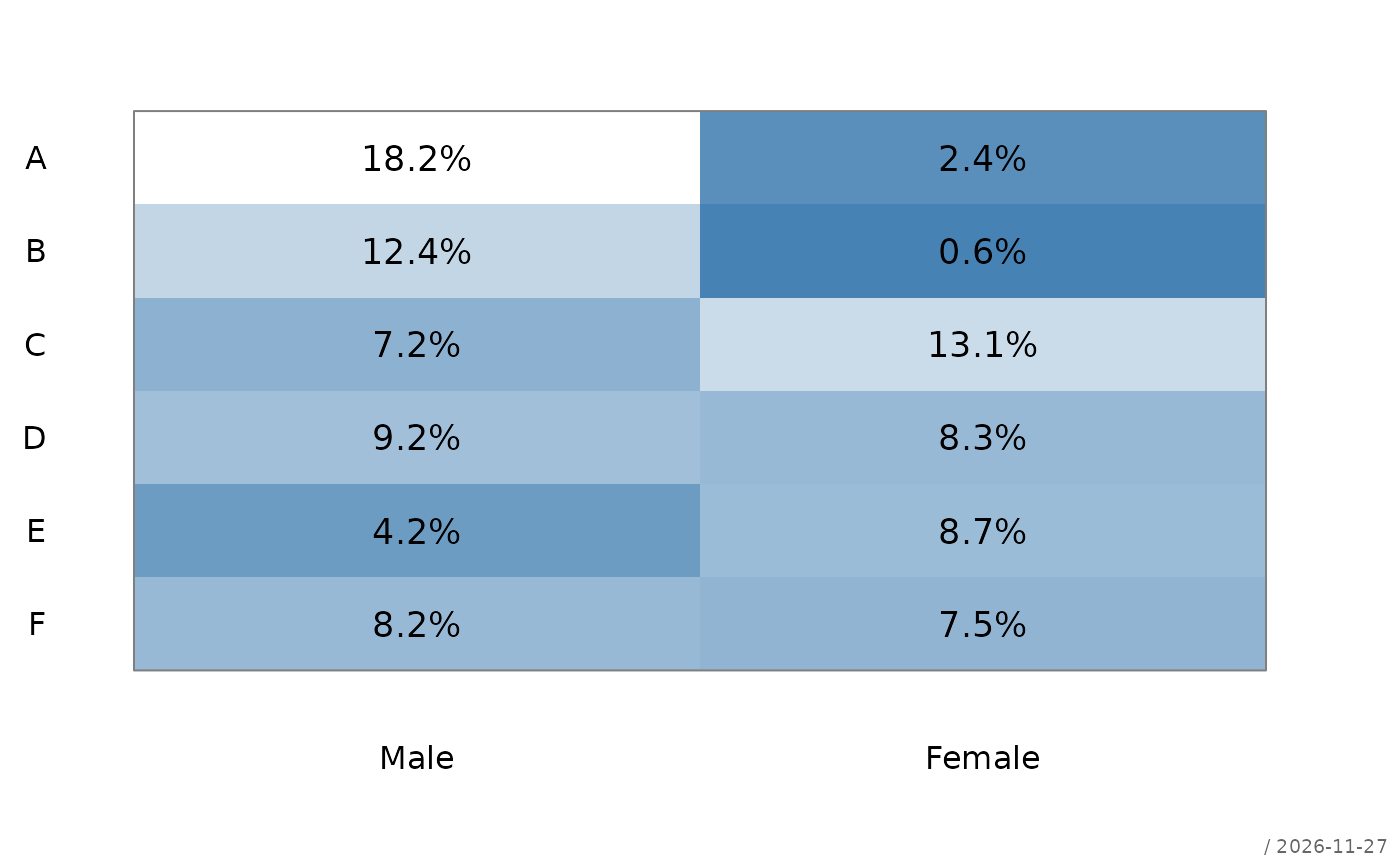 A 18.2% 2.4%
B 12.4% 0.6%
C 7.2% 13.1%
D 9.2% 8.3%
E 4.2% 8.7%
F 8.2% 7.5%
Male Female
/ 2026-11-27